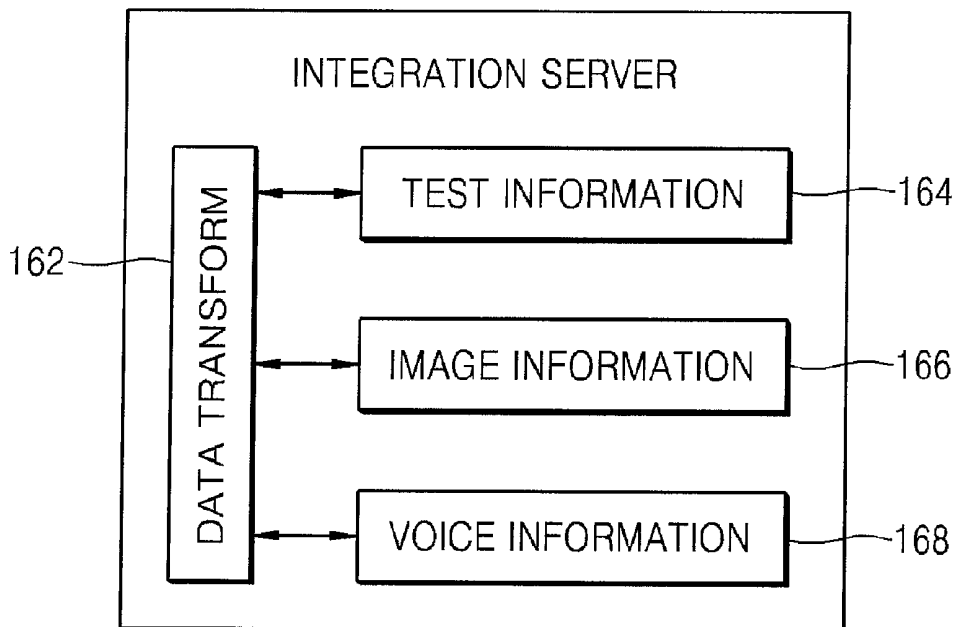 INTEGRATION SERVER
TEST INFORMATION
164
162
DATA TRANSFORM
IMAGE INFORMATION
166
VOICE INFORMATION
168